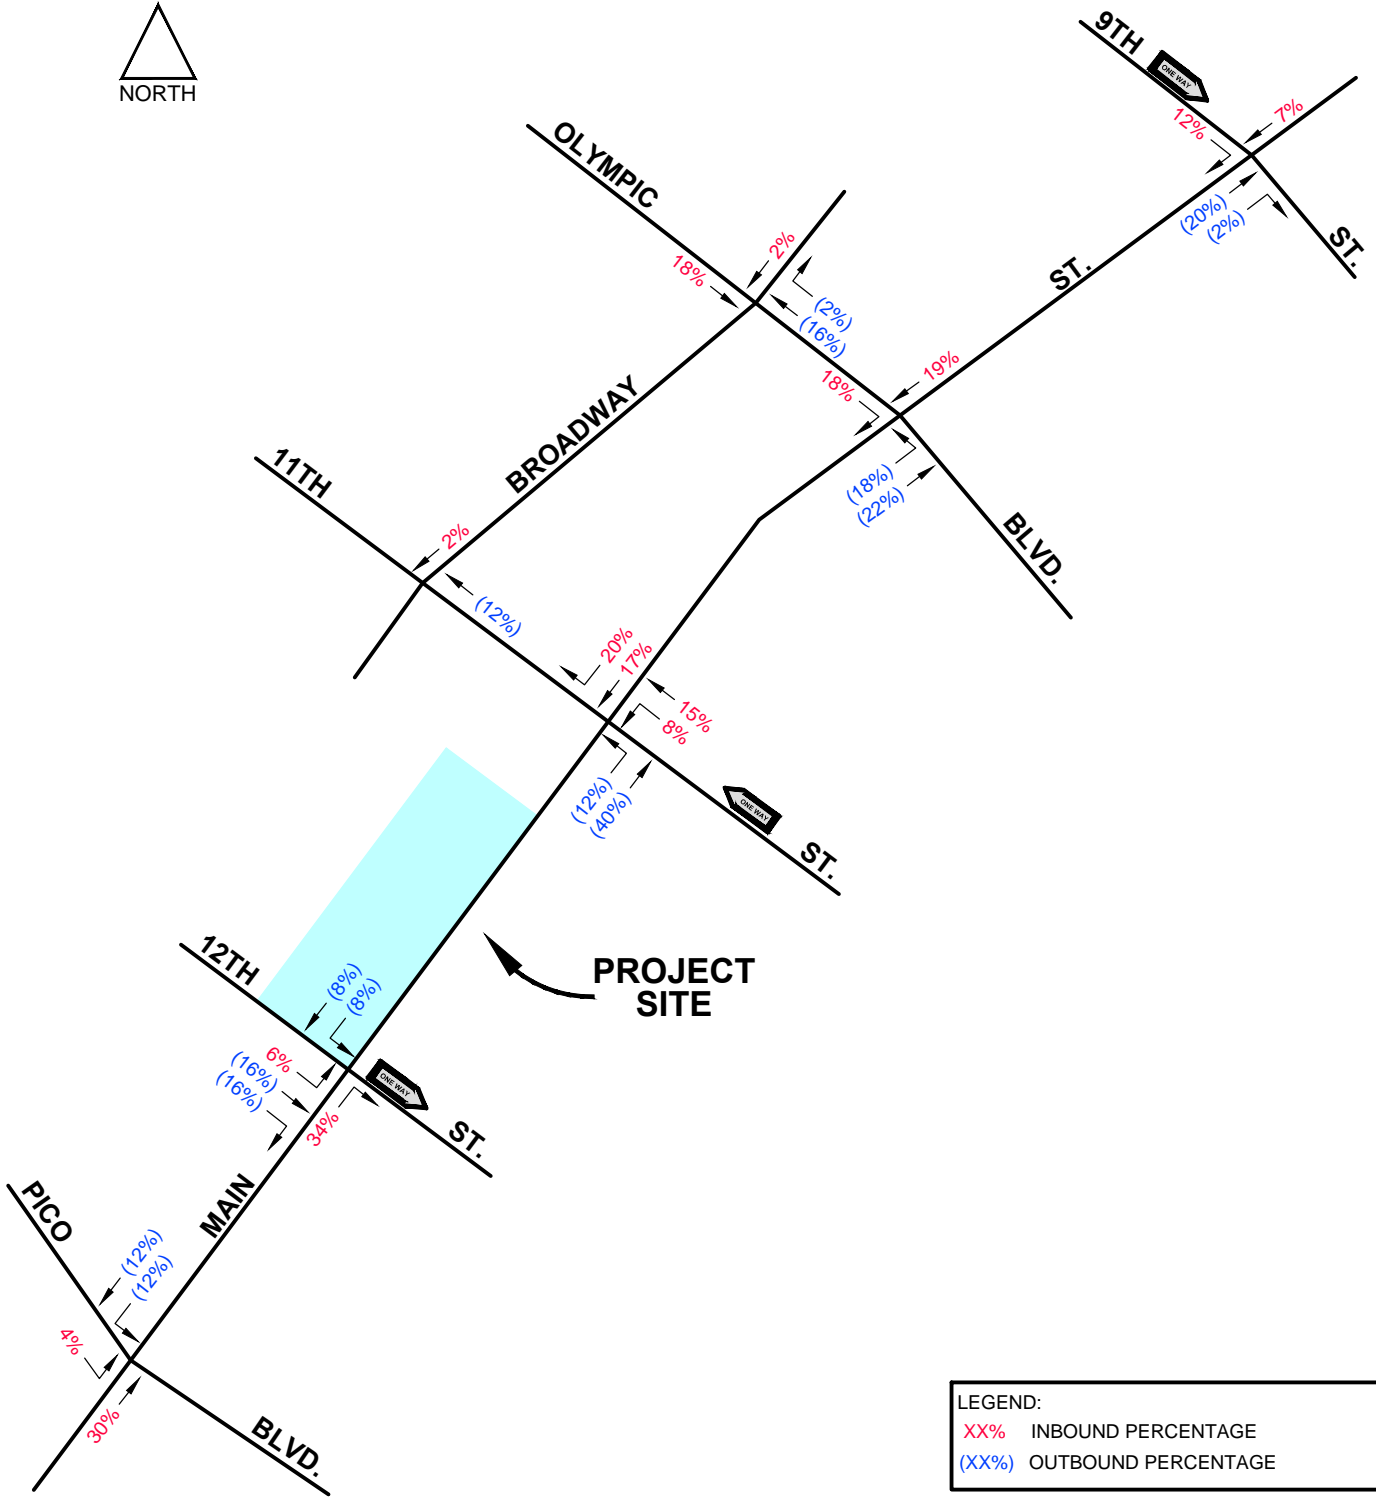 NORTH
9TH
ONE WAY
7%
12%
(20%)
(2%)
ST.
OLYMPIC
2%
18%
(2%)
(16%)
ST.
19%
18%
(18%)
(22%)
BLVD.
BROADWAY
11TH
2%
(12%)
20%
17%
15%
8%
(12%)
(40%)
ONE WAY
ST.
PROJECT
SITE
12TH
(8%)
(8%)
6%
(16%)
(16%)
34%
ONE WAY
ST.
MAIN
PICO
(12%)
(12%)
4%
30%
BLVD.
LEGEND:
XX% INBOUND PERCENTAGE
(XX%) OUTBOUND PERCENTAGE